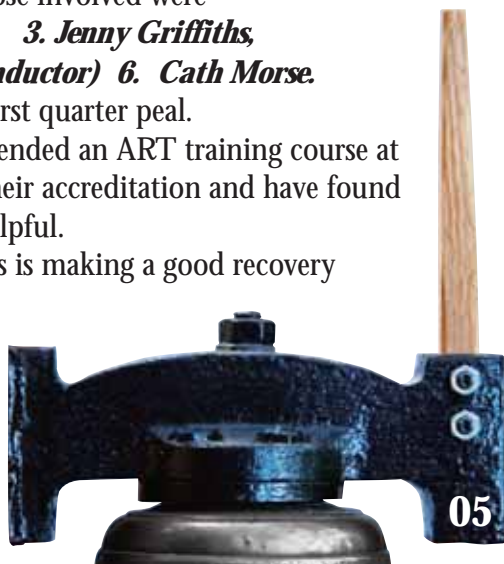 ose involved were
3. Jenny Griffiths,
nductor) 6. Cath Morse.
rst quarter peal.
ended an ART training course at
heir accreditation and have found
lpful.
s is making a good recovery
05